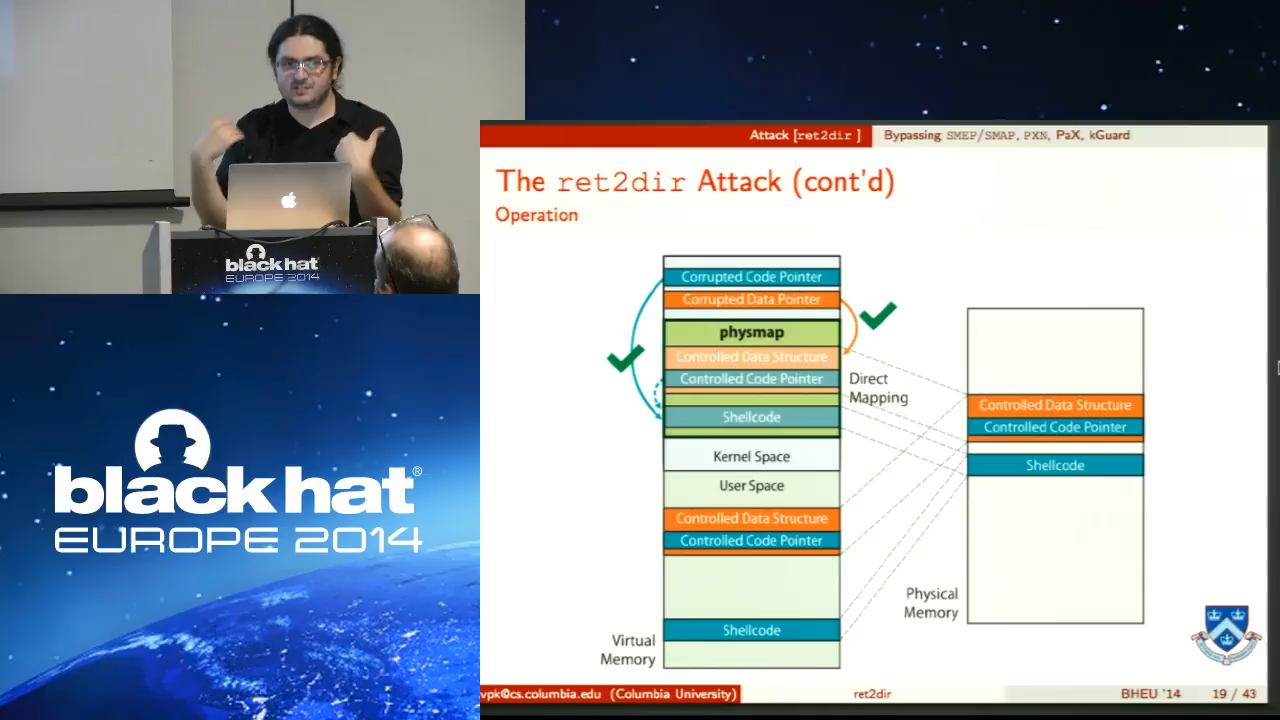 black hat
EUROPE 2014
black hat®
EUROPE 2014
Attack [ret2dir ] Bypassing SMEP/SMAP, PXN, PaX, kGuard
The ret2dir Attack (cont'd)
Operation
Corrupted Code Pointer
Corrupted Data Pointer
physmap
Controlled Data Structure
Controlled Code Pointer
Shellcode
Kernel Space
User Space
Controlled Data Structure
Controlled Code Pointer
Shellcode
Virtual
Memory
Direct
Mapping
Controlled Data Structure
Controlled Code Pointer
Shellcode
Physical
Memory
vpk@cs.columbia.edu (Columbia University) ret2dir BHEU '14 19 / 43